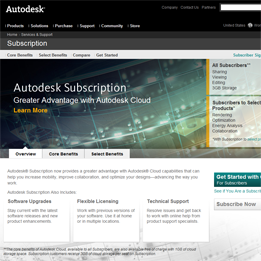 Autodesk
Company Contact Us
Purchase Products Solutions Community Store
United States
Home > Services & Support
Subscription
Core Benefits Select Benefits Compare Get Started
Subscriber
Autodesk Subscription
Greater Advantage with Autodesk Cloud
Learn More
All Subscribers
Sharing
Viewing
Editing
3GB Storage
Subscribers to Select
Products
Rendering
Optimization
Energy Analysis
Collaboration
Overview Core Benefits Select Benefits
Autodesk® Subscription now provides a greater advantage with Autodesk® Cloud capabilities that can
help you increase mobility, improve collaboration, and optimize your designs—advancing the way you
work.
Autodesk Subscription Also Includes:
Software Upgrades Flexible Licensing Technical Support
Stay current with the latest
software releases and new
product enhancements.
Work with previous versions of
your software. Use it at home
or in multiple locations.
Resolve issues and get back
to work with online help from
product support specialists.
Get Started with
For Subscribers
See if You Are a Subs
Subscribe Now